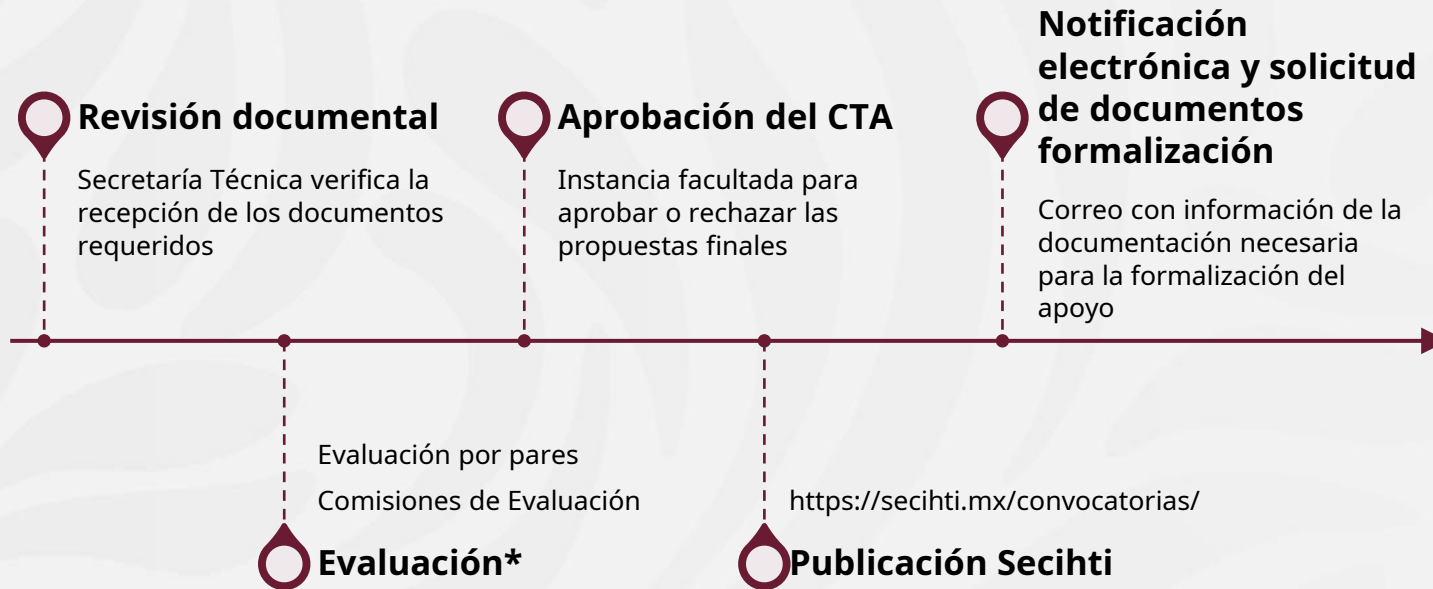 Revisión documental
Secretaría Técnica verifica la
recepción de los documentos
requeridos
Evaluación por pares
Comisiones de Evaluación
Evaluación*
Aprobación del CTA
Instancia facultada para
aprobar o rechazar las
propuestas finales
https://secihti.mx/convocatorias/
Publicación Secihti
Notificación
electrónica y solicitud
de documentos
formalización
Correo con información de la
documentación necesaria
para la formalización del
apoyo